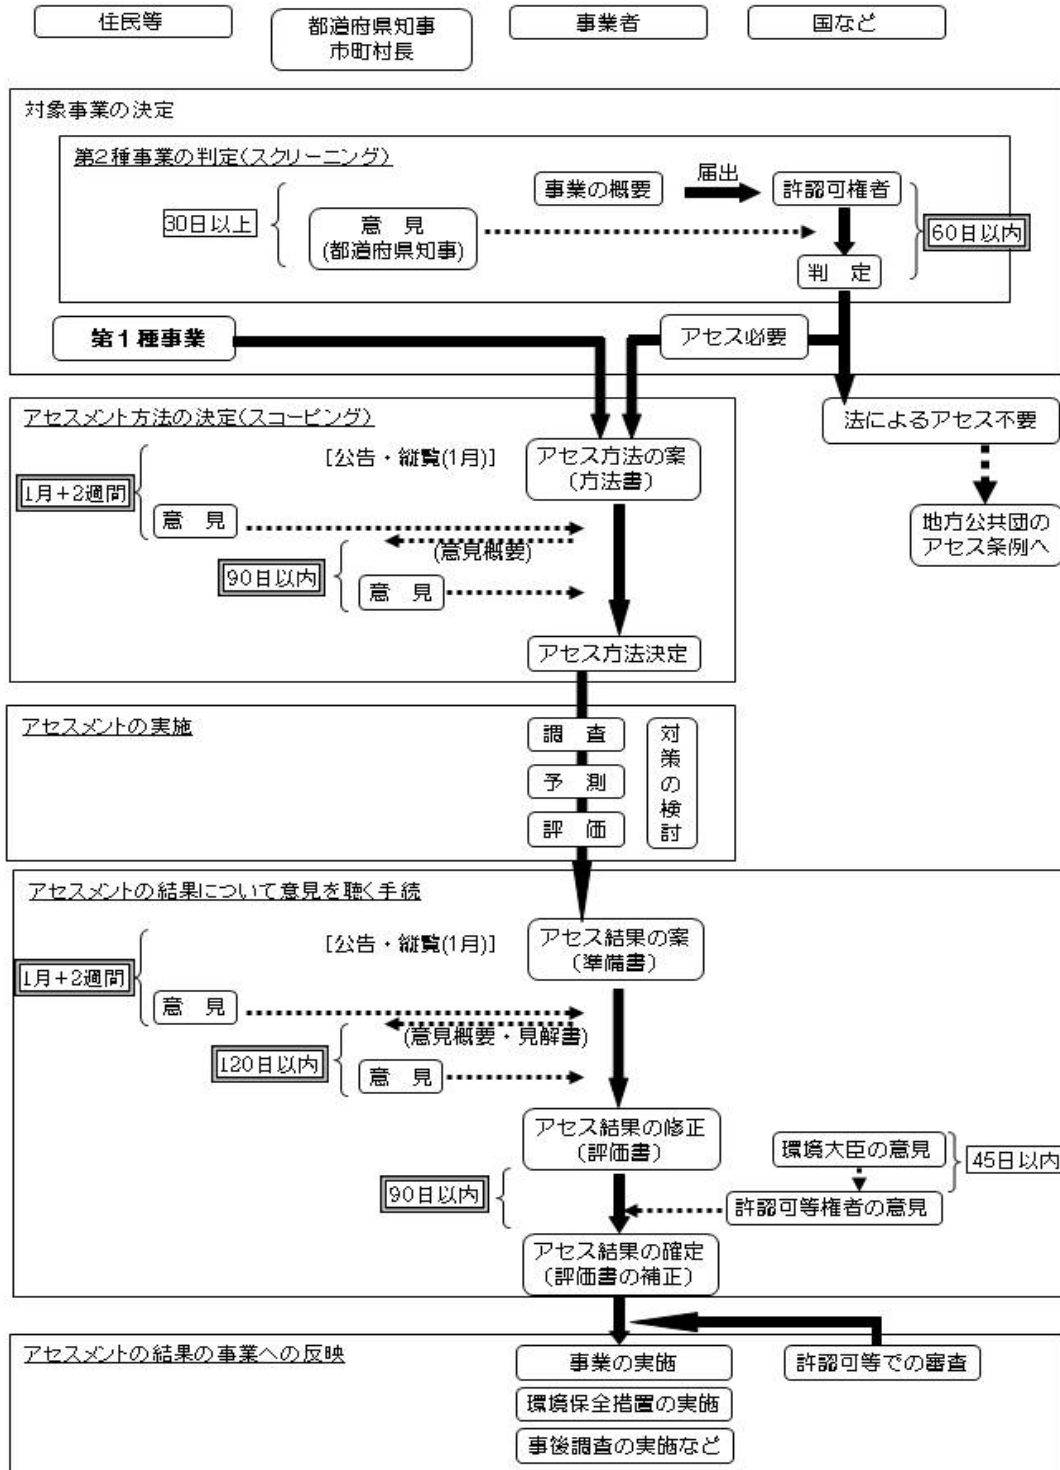 住民等
都道府県知事
市町村長
事業者
国など
対象事業の決定
第2種事業の判定(スクリーニング)
届出
事業の概要
許認可権者
30日以上
意 見
(都道府県知事)
60日以内
判 定
第1種事業
アセス必要
アセスメント方法の決定(スコーピング)
法によるアセス不要
[公告・縦覧(1月)]
アセス方法の案
(方法書)
1月+2週間
意 見
地方公共団の
アセス条例へ
(意見概要)
90日以内
意 見
アセス方法決定
アセスメントの実施
調 査
予 測
評 価
対策の検討
アセスメントの結果について意見を聴く手続
[公告・縦覧(1月)]
アセス結果の案
(準備書)
1月+2週間
意 見
(意見概要・見解書)
120日以内
意 見
アセス結果の修正
(評価書)
環境大臣の意見
45日以内
90日以内
許認可等権者の意見
アセス結果の確定
(評価書の補正)
アセスメントの結果の事業への反映
事業の実施
許認可等での審査
環境保全措置の実施
事後調査の実施など